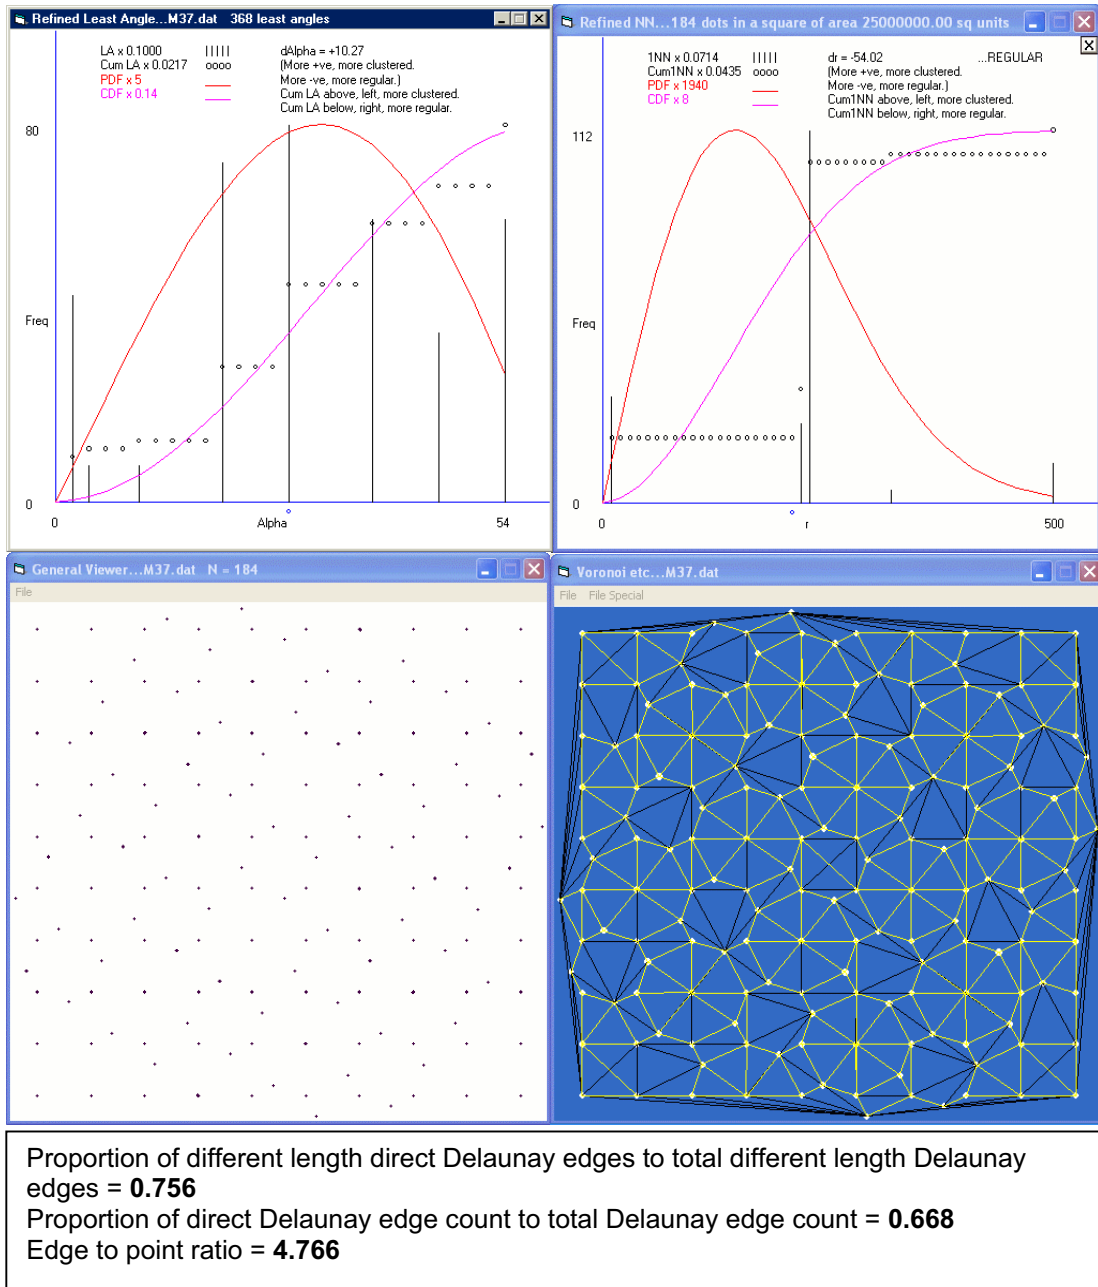 Refined Least Angle...M37.dat 368 least angles
LA x 0.1000 | | | | | dAlpha = +10.27
Cum LA x 0.0217 oooo (More +ve, more clustered.
PDF x 5 More -ve, more regular.)
CDF x 0.14 Cum LA above, left, more clustered.
Cum LA below, right, more regular.
80
Freq
0
0 Alpha 54
Refined NN...184 dots in a square of area 25000000.00 sq units
1NN x 0.0714 | | | | | dr = -54.02 ...REGULAR
Cum1NN x 0.0435 oooo (More +ve, more clustered.
PDF x 1940 More -ve, more regular.)
CDF x 8 Cum1NN above, left, more clustered.
Cum1NN below, right, more regular.
112
Freq
0
0 r 500
General Viewer...M37.dat N = 184
File
Voronoi etc...M37.dat
File File Special
Proportion of different length direct Delaunay edges to total different length Delaunay
edges = 0.756
Proportion of direct Delaunay edge count to total Delaunay edge count = 0.668
Edge to point ratio = 4.766